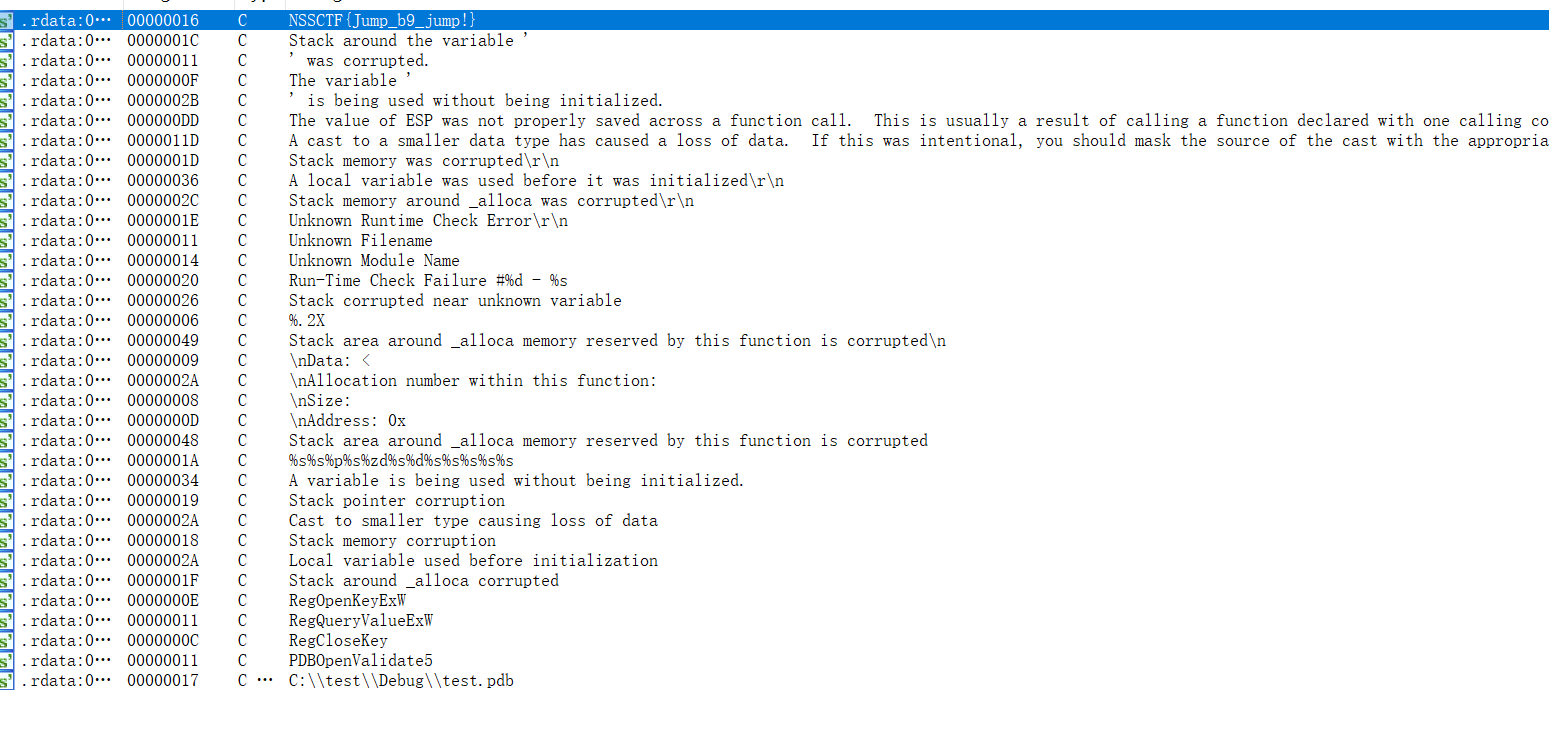 .rdata:0··· 00000016 C NSSCTF{Jump_b9_jump!}
.rdata:0··· 0000001C C Stack around the variable '
.rdata:0··· 00000011 C ' was corrupted.
.rdata:0··· 0000000F C The variable '
.rdata:0··· 0000002B C ' is being used without being initialized.
.rdata:0··· 000000DD C The value of ESP was not properly saved across a function call.  This is usually a result of calling a function declared with one calling co
.rdata:0··· 0000011D C A cast to a smaller data type has caused a loss of data.  If this was intentional, you should mask the source of the cast with the appropria
.rdata:0··· 0000001D C Stack memory was corrupted\r\n
.rdata:0··· 00000036 C A local variable was used before it was initialized\r\n
.rdata:0··· 0000002C C Stack memory around _alloca was corrupted\r\n
.rdata:0··· 0000001E C Unknown Runtime Check Error\r\n
.rdata:0··· 00000011 C Unknown Filename
.rdata:0··· 00000014 C Unknown Module Name
.rdata:0··· 00000020 C Run-Time Check Failure #%d - %s
.rdata:0··· 00000026 C Stack corrupted near unknown variable
.rdata:0··· 00000006 C %.2X
.rdata:0··· 00000049 C Stack area around _alloca memory reserved by this function is corrupted\n
.rdata:0··· 00000009 C \nData: <
.rdata:0··· 0000002A C \nAllocation number within this function:
.rdata:0··· 00000008 C \nSize:
.rdata:0··· 0000000D C \nAddress: 0x
.rdata:0··· 00000048 C Stack area around _alloca memory reserved by this function is corrupted
.rdata:0··· 0000001A C %s%s%p%s%zd%s%d%s%s%s%s%s
.rdata:0··· 00000034 C A variable is being used without being initialized.
.rdata:0··· 00000019 C Stack pointer corruption
.rdata:0··· 0000002A C Cast to smaller type causing loss of data
.rdata:0··· 00000018 C Stack memory corruption
.rdata:0··· 0000002A C Local variable used before initialization
.rdata:0··· 0000001F C Stack around _alloca corrupted
.rdata:0··· 0000000E C RegOpenKeyExW
.rdata:0··· 00000011 C RegQueryValueExW
.rdata:0··· 0000000C C RegCloseKey
.rdata:0··· 00000011 C PDBOpenValidate5
.rdata:0··· 00000017 C ··· C:\\test\\Debug\\test.pdb